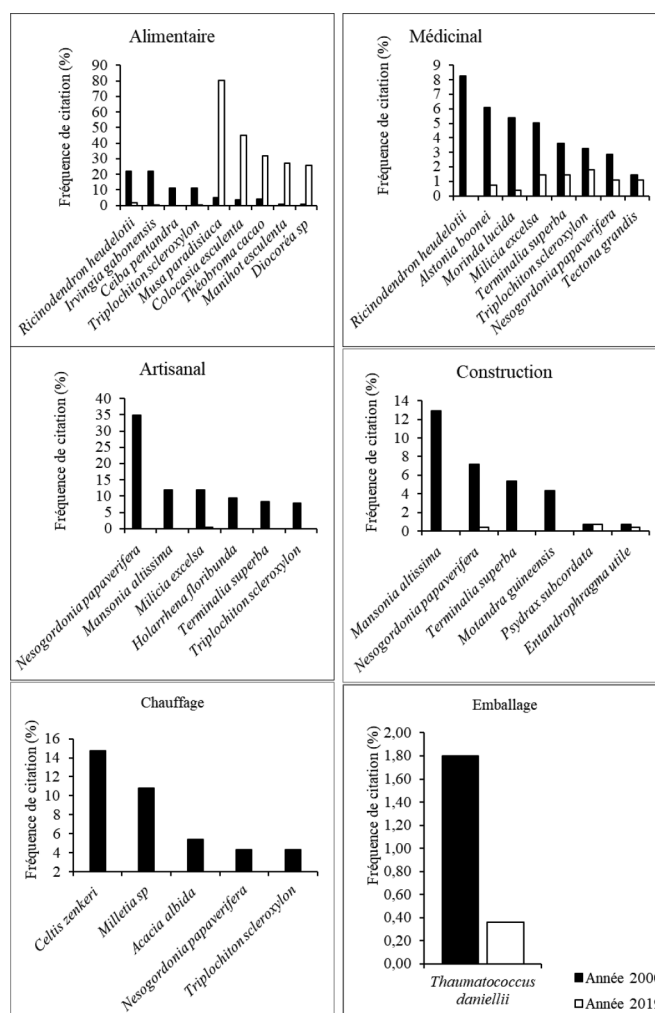 Alimentaire
Fréquence de citation (%)
90
80
70
60
50
40
30
20
10
0
Ricinodendron heudelotii
Irvingia gabonensis
Ceiba pentandra
Triplochiton scleroxylon
Musa paradisiaca
Colocasia esculenta
Théobroma cacao
Manihot esculenta
Diocorea sp
Médicinal
Fréquence de citation (%)
9
8
7
6
5
4
3
2
1
0
Ricinodendron heudelotii
Alstonia boonei
Morinda lucida
Milicia excelsa
Terminalia superba
Triplochiton scleroxylon
Nesogordonia papaverifera
Tectona grandis
Artisanal
Fréquence de citation (%)
40
35
30
25
20
15
10
5
0
Nesogordonia papaverifera
Mansonia altissima
Milicia excelsa
Holarrhena floribunda
Terminalia superba
Triplochiton scleroxylon
Construction
Fréquence de citation (%)
14
12
10
8
6
4
2
0
Mansonia altissima
Nesogordonia papaverifera
Terminalia superba
Motandra guineensis
Psydrax subcordata
Entandrophragma utile
Chauffage
Fréquence de citation (%)
16
14
12
10
8
6
4
2
Celtis zenkeri
Milletia sp
Acacia albida
Nesogordonia papaverifera
Triplochiton scleroxylon
Emballage
Fréquence de citation (%)
2,00
1,80
1,60
1,40
1,20
1,00
0,80
0,60
0,40
0,20
0,00
Thaumatococcus
daniellii
Année 2000
Année 2019